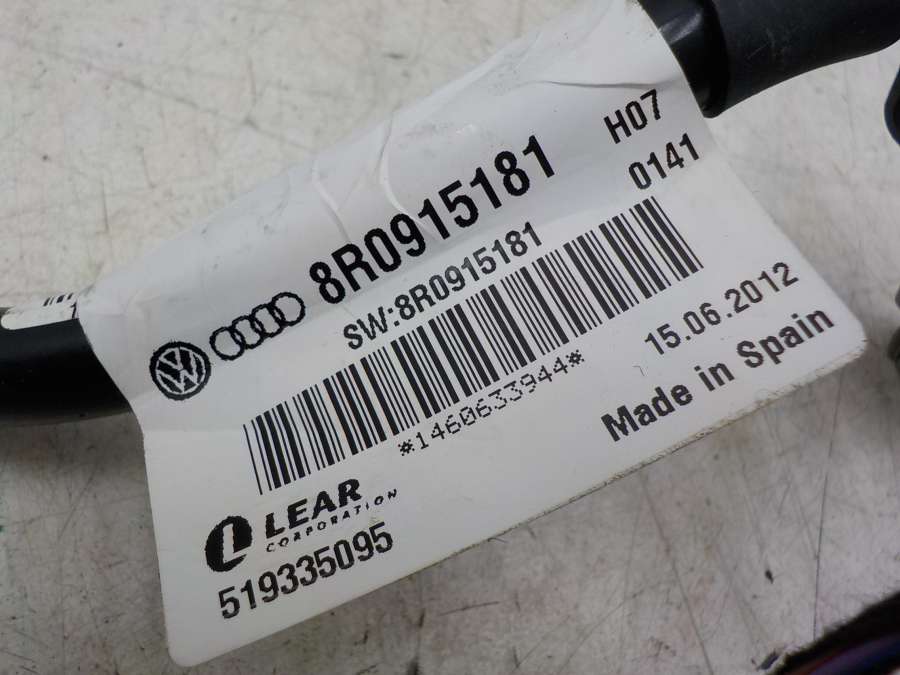 8R0915181
H07
0141
SW:8R0915181
*1460633944*
15.06.2012
Made in Spain
LEAR
CORPORATION
519335095